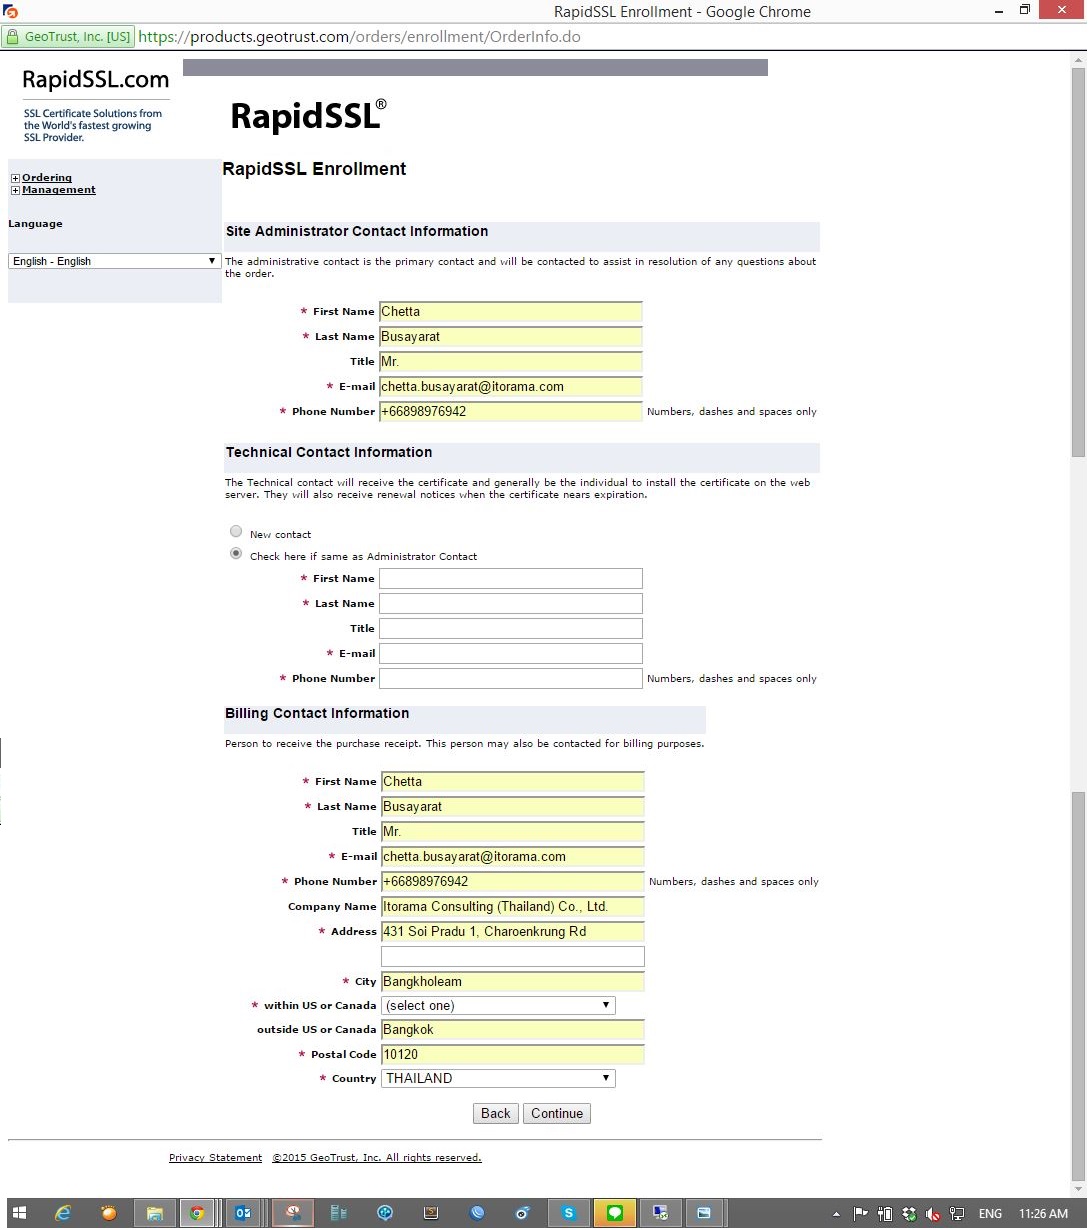 RapidSSL Enrollment - Google Chrome
GeoTrust, Inc. [US] https://products.geotrust.com/orders/enrollment/OrderInfo.do
RapidSSL.com
SSL Certificate Solutions from
the World's fastest growing
SSL Provider.
RapidSSL®
Ordering
Management
Language
English - English
RapidSSL Enrollment
Site Administrator Contact Information
The administrative contact is the primary contact and will be contacted to assist in resolution of any questions about
the order.
* First Name Chetta
* Last Name Busayarat
Title Mr.
* E-mail chetta.busayarat@itorama.com
* Phone Number +66898976942 Numbers, dashes and spaces only
Technical Contact Information
The Technical contact will receive the certificate and generally be the individual to install the certificate on the web
server. They will also receive renewal notices when the certificate nears expiration.
New contact
Check here if same as Administrator Contact
* First Name
* Last Name
Title
* E-mail
* Phone Number Numbers, dashes and spaces only
Billing Contact Information
Person to receive the purchase receipt. This person may also be contacted for billing purposes.
* First Name Chetta
* Last Name Busayarat
Title Mr.
* E-mail chetta.busayarat@itorama.com
* Phone Number +66898976942 Numbers, dashes and spaces only
Company Name Itorama Consulting (Thailand) Co., Ltd.
* Address 431 Soi Pradu 1, Charoenkrung Rd
* City Bangkholeam
* within US or Canada (select one)
outside US or Canada Bangkok
* Postal Code 10120
* Country THAILAND
Back Continue
Privacy Statement ©2015 GeoTrust, Inc. All rights reserved.
ENG 11:26 AM